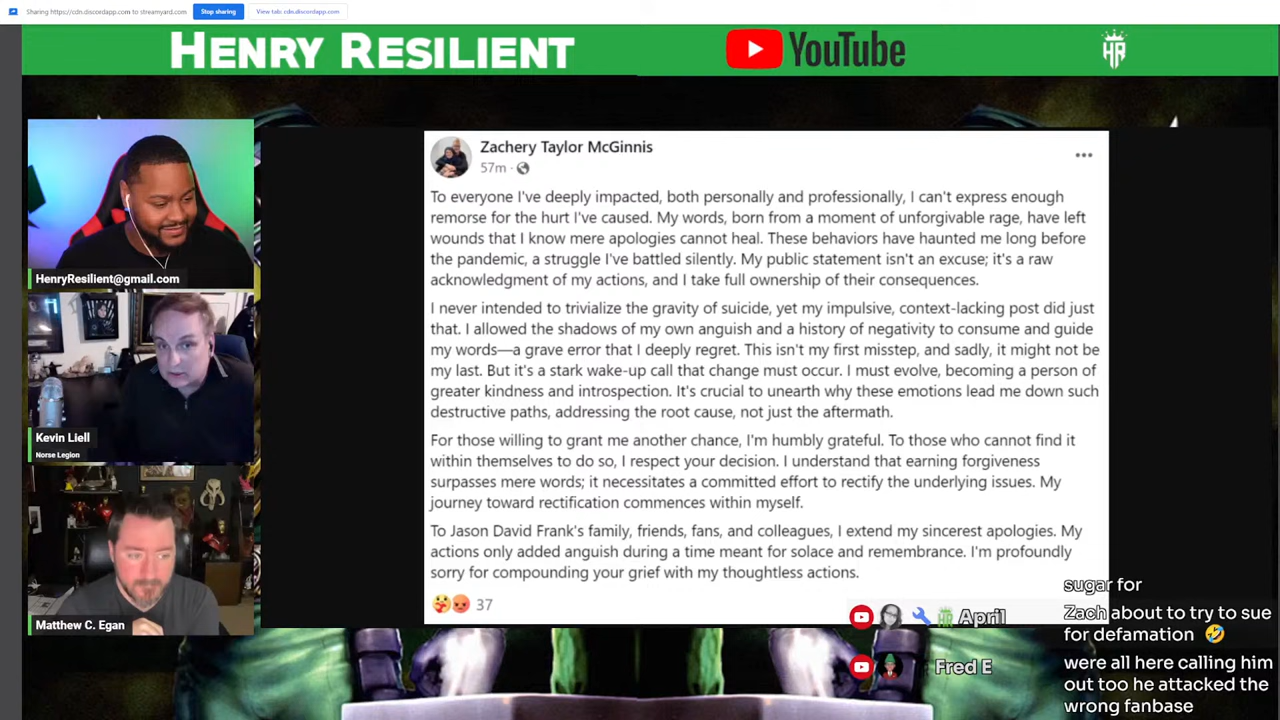 Sharing https://cdn.discordapp.com to streamyard.com
Stop sharing
View tab: cdn.discordapp.com
HENRY RESILIENT
YouTube
HR
HenryResilient@gmail.com
Kevin Liell
Norse Legion
Matthew C. Egan
Zachery Taylor McGinnis
57m ·
To everyone I've deeply impacted, both personally and professionally, I can't express enough
remorse for the hurt I've caused. My words, born from a moment of unforgivable rage, have left
wounds that I know mere apologies cannot heal. These behaviors have haunted me long before
the pandemic, a struggle I've battled silently. My public statement isn't an excuse; it's a raw
acknowledgment of my actions, and I take full ownership of their consequences.
I never intended to trivialize the gravity of suicide, yet my impulsive, context-lacking post did just
that. I allowed the shadows of my own anguish and a history of negativity to consume and guide
my words—a grave error that I deeply regret. This isn't my first misstep, and sadly, it might not be
my last. But it's a stark wake-up call that change must occur. I must evolve, becoming a person of
greater kindness and introspection. It's crucial to unearth why these emotions lead me down such
destructive paths, addressing the root cause, not just the aftermath.
For those willing to grant me another chance, I'm humbly grateful. To those who cannot find it
within themselves to do so, I respect your decision. I understand that earning forgiveness
surpasses mere words; it necessitates a committed effort to rectify the underlying issues. My
journey toward rectification commences within myself.
To Jason David Frank's family, friends, fans, and colleagues, I extend my sincerest apologies. My
actions only added anguish during a time meant for solace and remembrance. I'm profoundly
sorry for compounding your grief with my thoughtless actions.
37
sugar for
April
Zach about to try to sue
for defamation 🤣
Fred E
were all here calling him
out too he attacked the
wrong fanbase